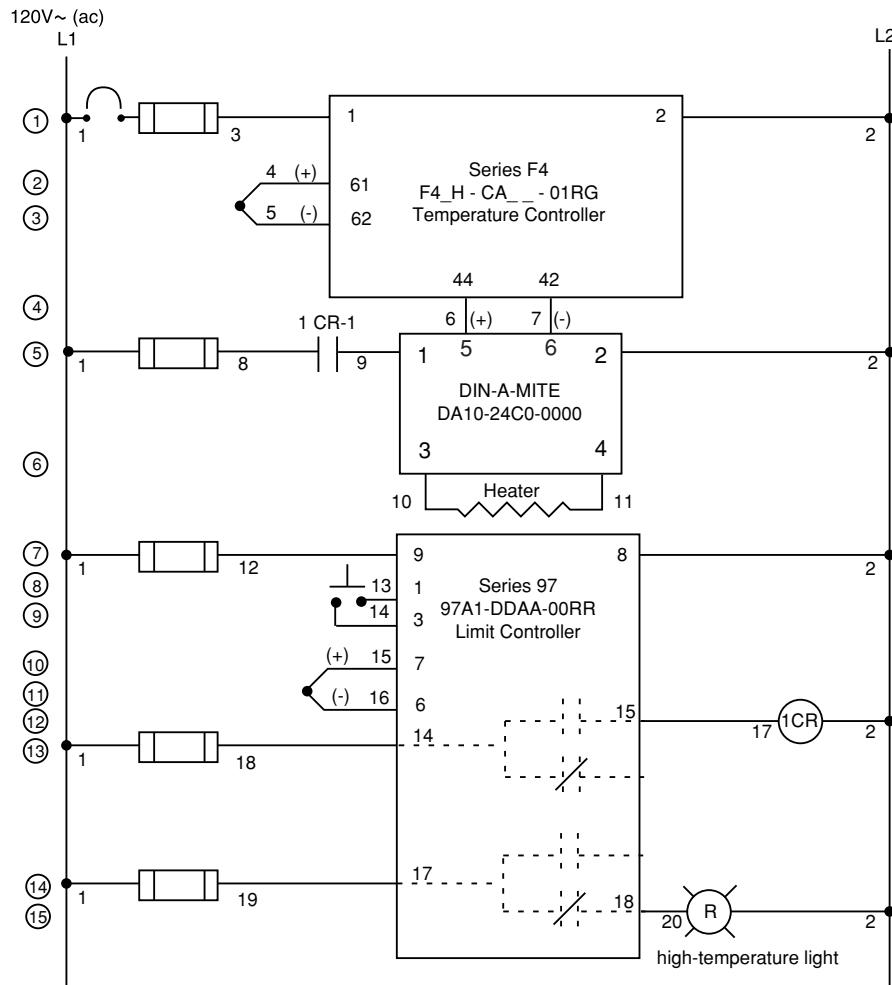 120V~ (ac)
L1
L2
1
1
3
1
2
2
2
4 (+) 61
Series F4
F4_H - CA_ _ - 01RG
Temperature Controller
3
5 (-) 62
44 42
4
6 (+) 7 (-)
1 CR-1
5
1
8
9
1 5 6 2
2
DIN-A-MITE
DA10-24C0-0000
6
3 4
10 Heater 11
7
1
12
9
8
2
8
13 1
Series 97
97A1-DDAA-00RR
Limit Controller
9
14 3
10
(+) 15 7
11
(-) 16 6
12
15
17
1CR
2
13
1
18
14
17
14
1
19
15
18
20
R
2
high-temperature light